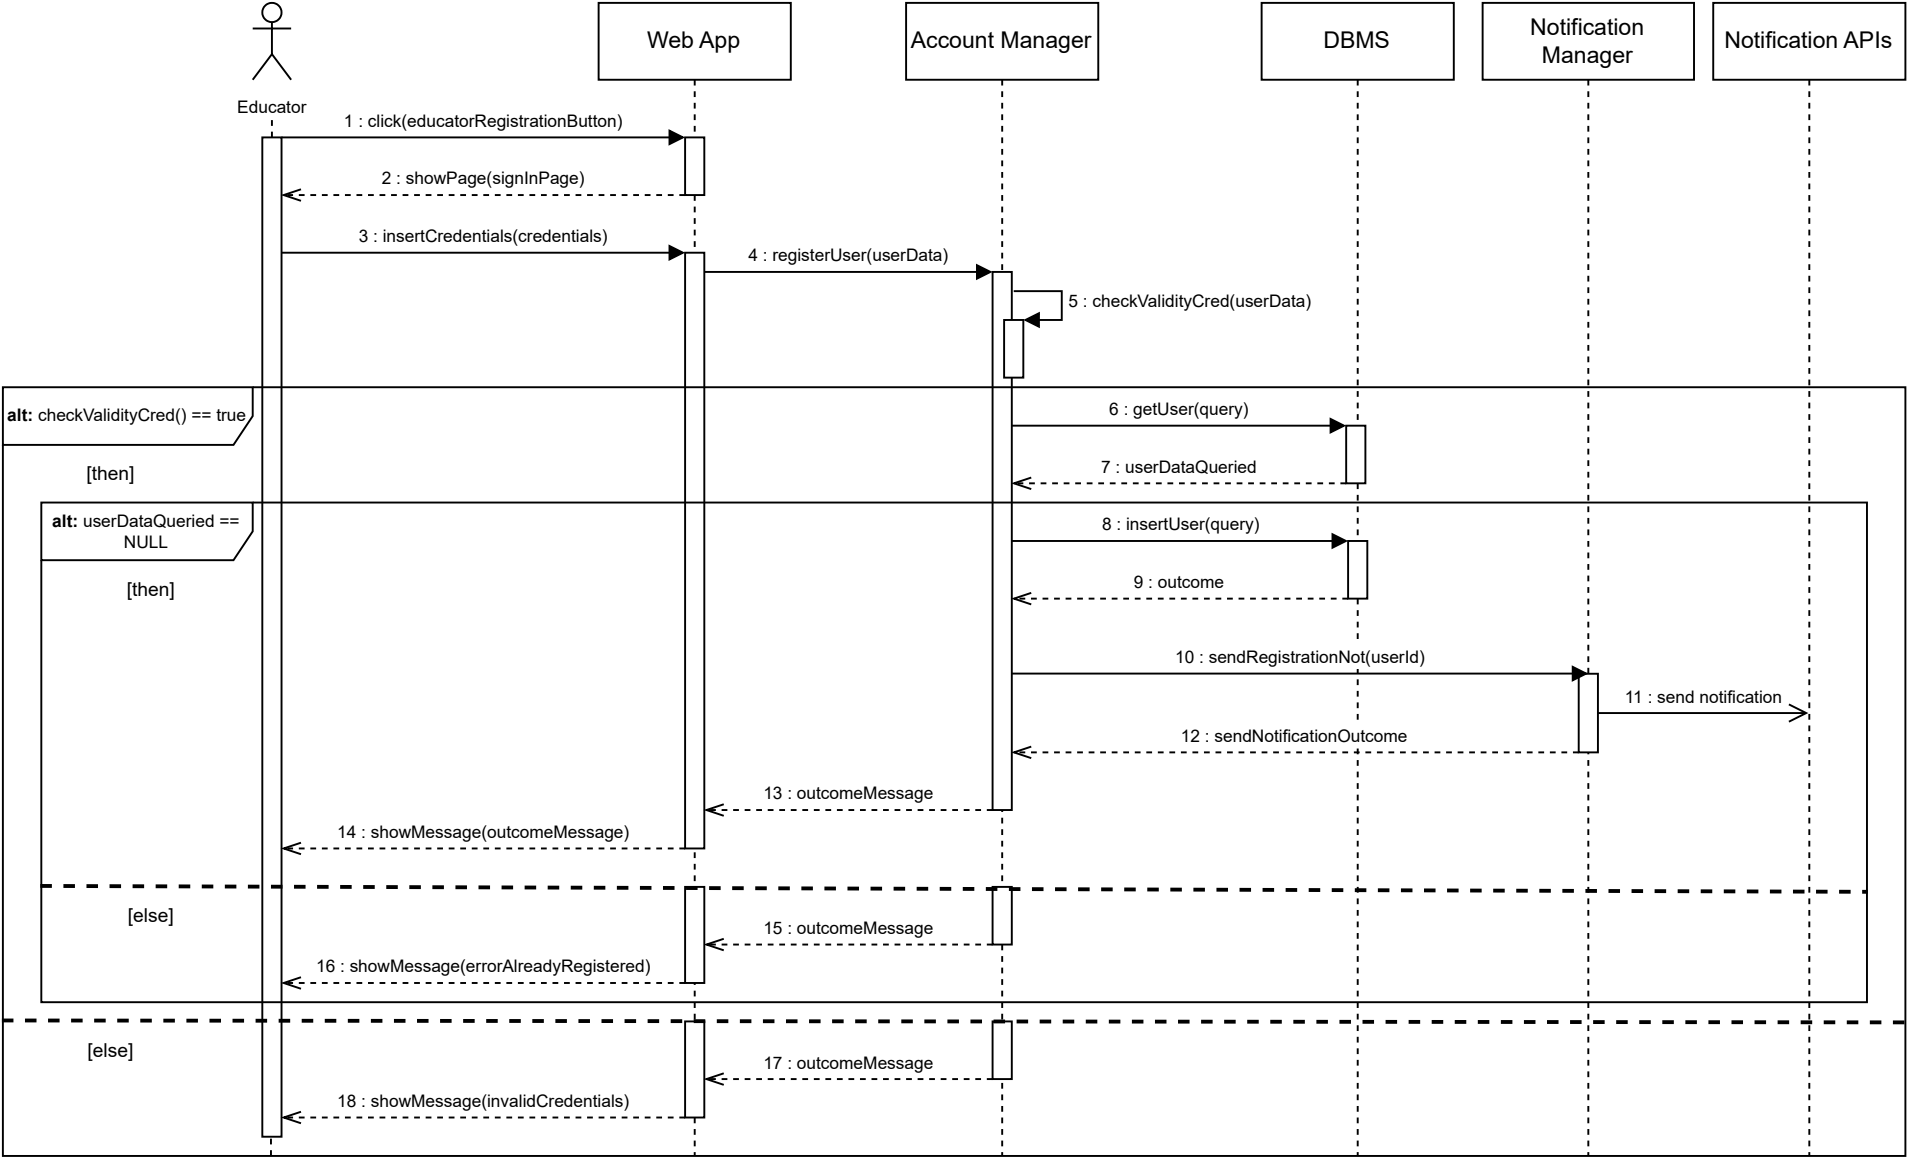 Web App
Account Manager
DBMS
Notification
Manager
Notification APIs
Educator
1 : click(educatorRegistrationButton)
2 : showPage(signInPage)
3 : insertCredentials(credentials)
4 : registerUser(userData)
5 : checkValidityCred(userData)
alt: checkValidityCred() == true
6 : getUser(query)
[then]
7 : userDataQueried
alt: userDataQueried ==
NULL
8 : insertUser(query)
[then]
9 : outcome
10 : sendRegistrationNot(userId)
11 : send notification
12 : sendNotificationOutcome
13 : outcomeMessage
14 : showMessage(outcomeMessage)
[else]
15 : outcomeMessage
16 : showMessage(errorAlreadyRegistered)
[else]
17 : outcomeMessage
18 : showMessage(invalidCredentials)